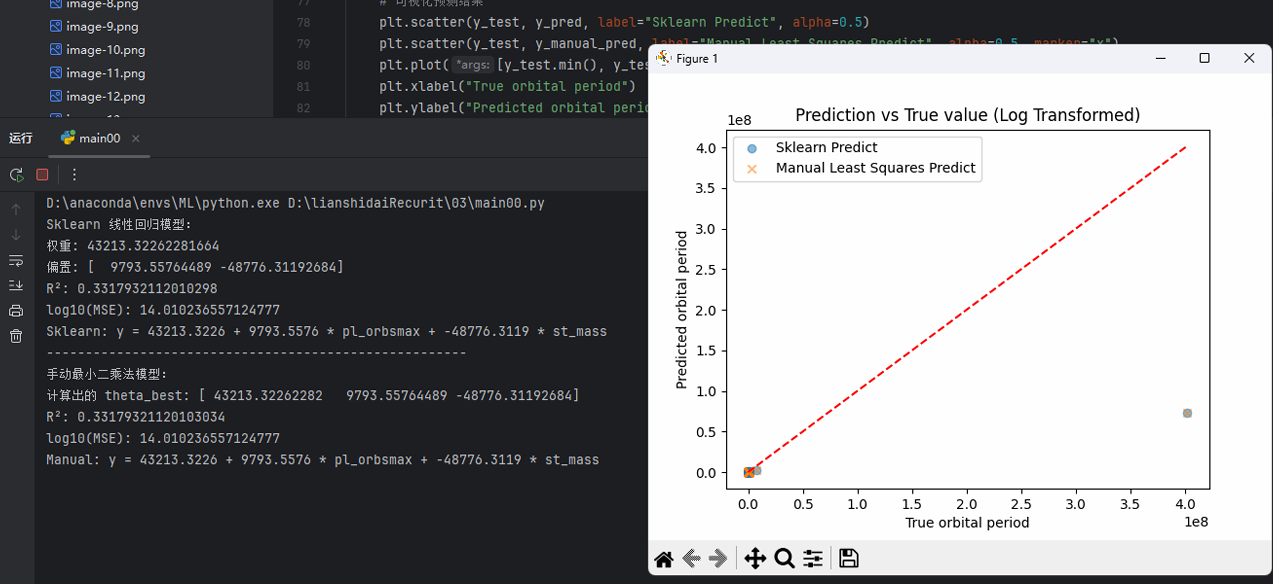 image-8.png
image-9.png
image-10.png
image-11.png
image-12.png
77 # 可视化预测结果
78 plt.scatter(y_test, y_pred, label="Sklearn Predict", alpha=0.5)
79 plt.scatter(y_test, y_manual_pred, label="Manual Least Squares Predict", alpha=0.5, marker="x")
80 plt.plot( *args: [y_test.min(), y_tes
81 plt.xlabel("True orbital period")
82 plt.ylabel("Predicted orbital perio
运行 main00
D:\anaconda\envs\ML\python.exe D:\lianshidaiRecurit\03\main00.py
Sklearn 线性回归模型:
权重: 43213.32262281664
偏置: [  9793.55764489 -48776.31192684]
R²: 0.3317932112010298
log10(MSE): 14.010236557124777
Sklearn: y = 43213.3226 + 9793.5576 * pl_orbsmax + -48776.3119 * st_mass
------------------------------------------------------
手动最小二乘法模型:
计算出的 theta_best: [ 43213.32262282   9793.55764489 -48776.31192684]
R²: 0.33179321120103034
log10(MSE): 14.010236557124777
Manual: y = 43213.3226 + 9793.5576 * pl_orbsmax + -48776.3119 * st_mass
Figure 1
Prediction vs True value (Log Transformed)
1e8
Sklearn Predict
Manual Least Squares Predict
4.0
3.5
3.0
2.5
2.0
1.5
1.0
0.5
0.0
Predicted orbital period
0.0 0.5 1.0 1.5 2.0 2.5 3.0 3.5 4.0
True orbital period
1e8